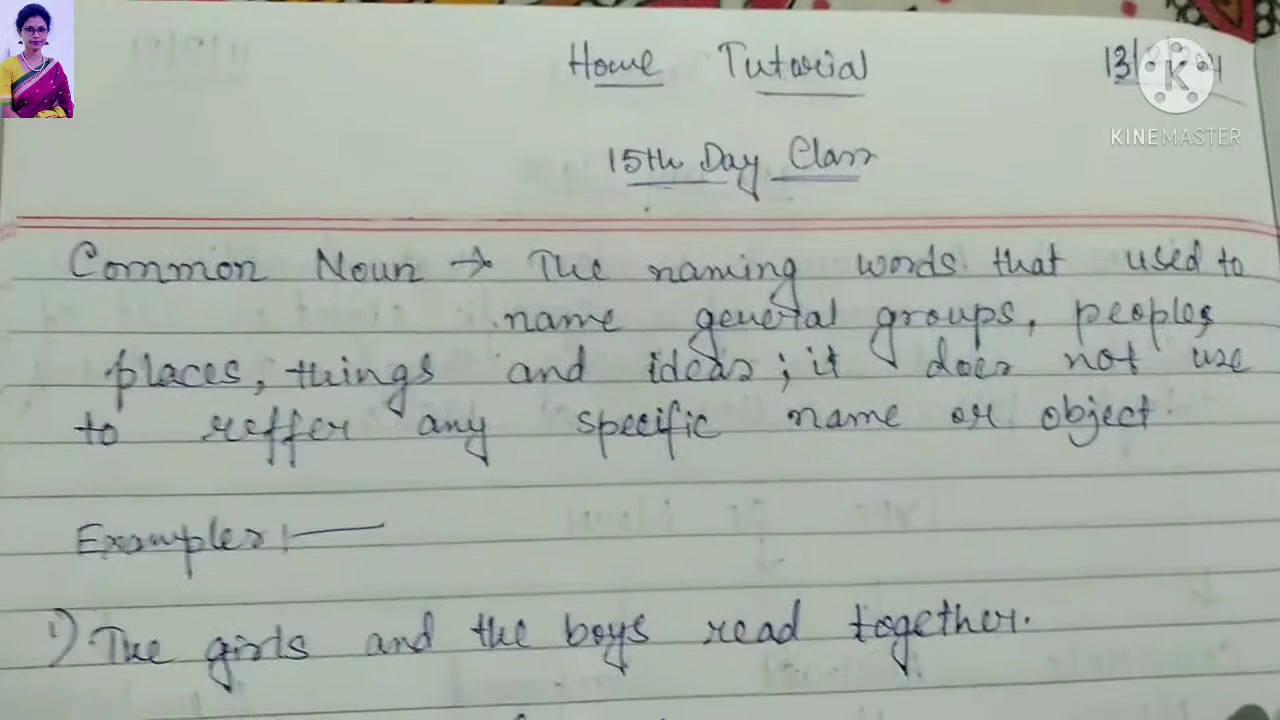 Home Tutorial
15th Day Class
KINEMASTER
Common Noun → The naming words that used to
name general groups, peoples,
places, things and ideas; it does not use
to reffer any specific name or object.
Examples:—
1) The girls and the boys read together.